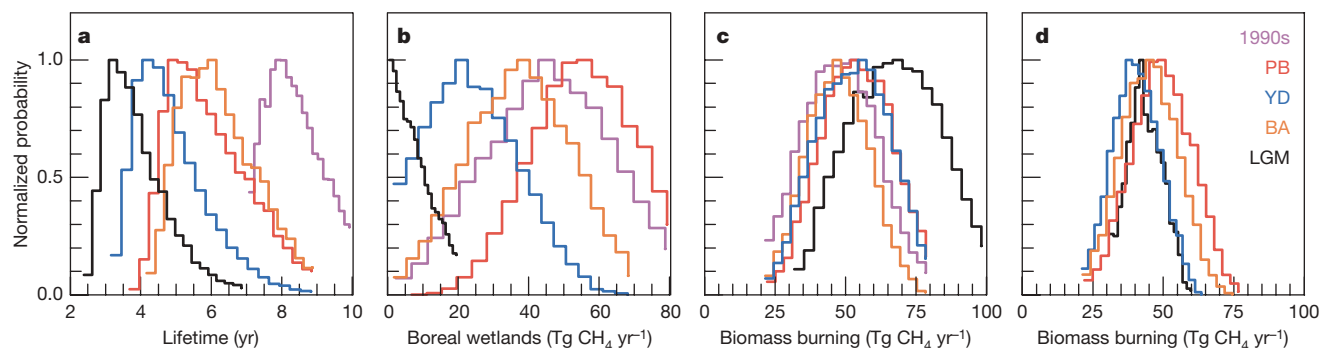 Normalized probability
1.0
0.5
0.0
a
2 4 6 8 10
Lifetime (yr)
b
0 20 40 60 80
Boreal wetlands (Tg CH₄ yr⁻¹)
c
0 25 50 75 100
Biomass burning (Tg CH₄ yr⁻¹)
d
1990s
PB
YD
BA
LGM
0 25 50 75 100
Biomass burning (Tg CH₄ yr⁻¹)